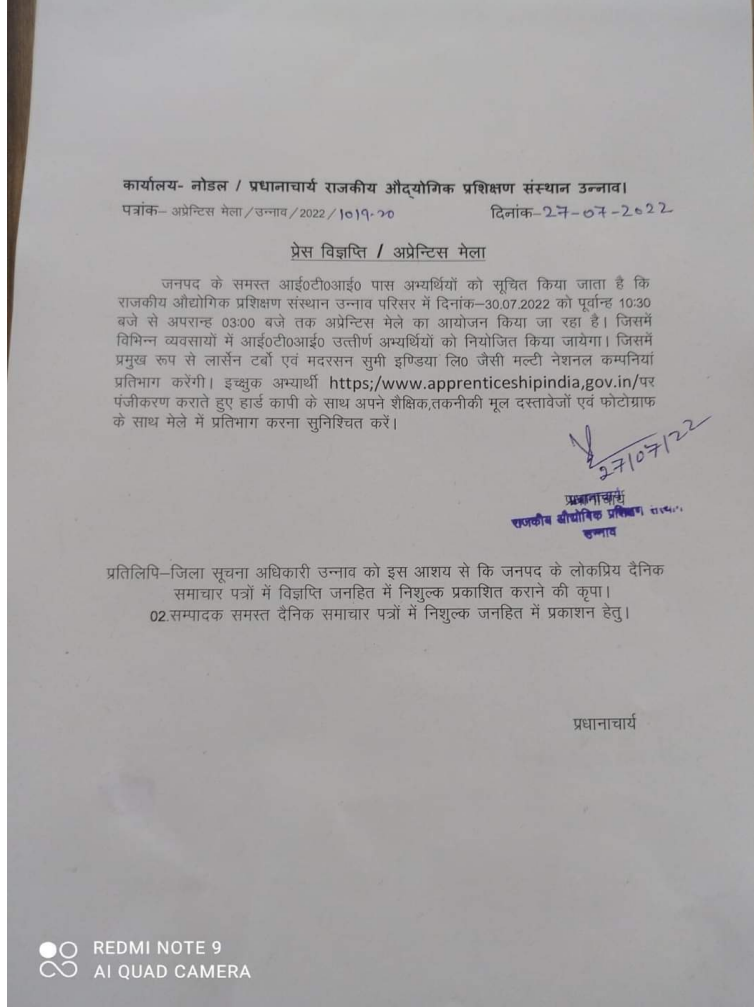 कार्यालय- नोडल / प्रधानाचार्य राजकीय औद्योगिक प्रशिक्षण संस्थान उन्नाव।
पत्रांक– अप्रेन्टिस मेला/उन्नाव/2022/1019-20 दिनांक–27-07-2022
प्रेस विज्ञप्ति / अप्रेन्टिस मेला
जनपद के समस्त आई०टी०आई० पास अभ्यर्थियों को सूचित किया जाता है कि
राजकीय औद्योगिक प्रशिक्षण संस्थान उन्नाव परिसर में दिनांक–30.07.2022 को पूर्वान्ह 10:30
बजे से अपरान्ह 03:00 बजे तक अप्रेन्टिस मेले का आयोजन किया जा रहा है। जिसमें
विभिन्न व्यवसायों में आई०टी०आई० उत्तीर्ण अभ्यर्थियों को नियोजित किया जायेगा। जिसमें
प्रमुख रूप से लार्सेन टर्बो एवं मदरसन सुमी इण्डिया लि० जैसी मल्टी नेशनल कम्पनियां
प्रतिभाग करेंगी। इच्छुक अभ्यार्थी https;/www.apprenticeshipindia,gov.in/पर
पंजीकरण कराते हुए हार्ड कापी के साथ अपने शैक्षिक,तकनीकी मूल दस्तावेजों एवं फोटोग्राफ
के साथ मेले में प्रतिभाग करना सुनिश्चित करें।
27/07/22
प्रधानाचार्य
राजकीय औद्योगिक प्रशिक्षण संस्थान
उन्नाव
प्रतिलिपि–जिला सूचना अधिकारी उन्नाव को इस आशय से कि जनपद के लोकप्रिय दैनिक
समाचार पत्रों में विज्ञप्ति जनहित में निशुल्क प्रकाशित कराने की कृपा।
02.सम्पादक समस्त दैनिक समाचार पत्रों में निशुल्क जनहित में प्रकाशन हेतु।
प्रधानाचार्य
REDMI NOTE 9
AI QUAD CAMERA